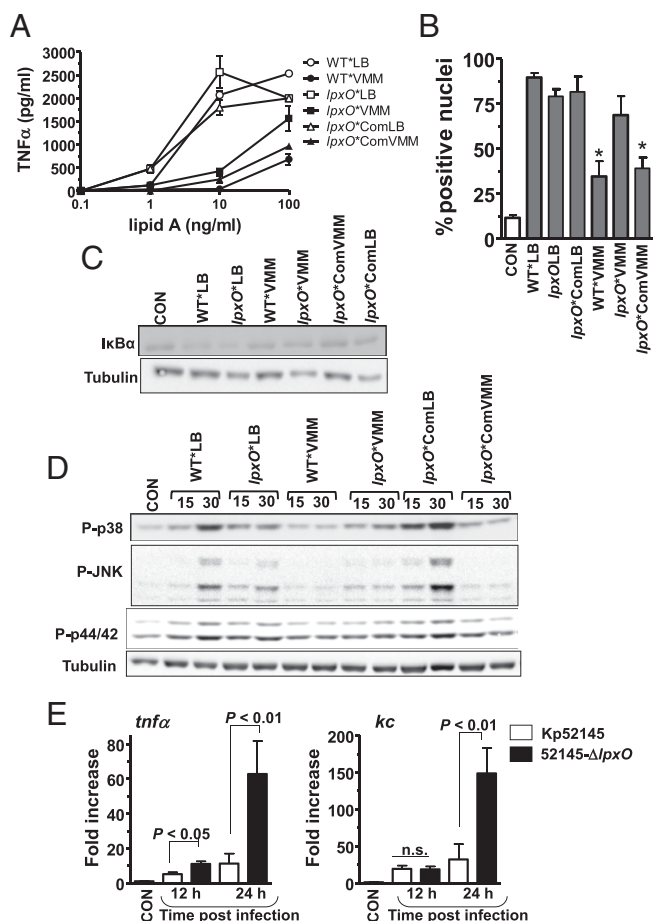 A
TNFα (pg/ml)
3000
2500
2000
1500
1000
500
0
0.1 1 10 100
lipid A (ng/ml)
WT*LB
WT*VMM
lpxO*LB
lpxO*VMM
lpxO*ComLB
lpxO*ComVMM
B
% positive nuclei
100
75
50
25
0
* *
CON WT*LB lpxOLB lpxO*ComLB WT*VMM lpxO*VMM lpxO*ComVMM
C
CON WT*LB lpxO*LB WT*VMM lpxO*VMM lpxO*ComVMM lpxO*ComLB
IκBα
Tubulin
D
CON WT*LB lpxO*LB WT*VMM lpxO*VMM lpxO*ComLB lpxO*ComVMM
15 30 15 30 15 30 15 30 15 30 15 30
P-p38
P-JNK
P-p44/42
Tubulin
E
tnfα
Fold increase
80
60
40
20
0
P < 0.05
P < 0.01
CON 12 h 24 h
Time post infection
kc
Fold increase
200
150
100
50
25
0
n.s.
P < 0.01
CON 12 h 24 h
Time post infection
Kp52145
52145-ΔlpxO